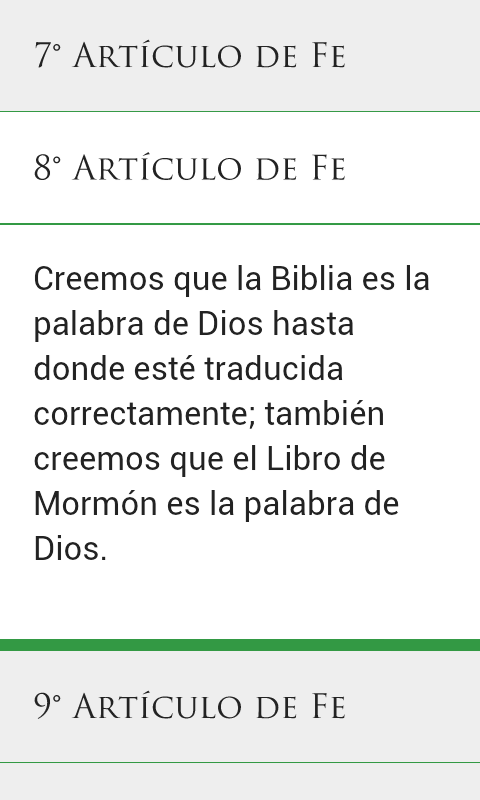 7° Artículo de Fe
8° Artículo de Fe
Creemos que la Biblia es la
palabra de Dios hasta
donde esté traducida
correctamente; también
creemos que el Libro de
Mormón es la palabra de
Dios.
9° Artículo de Fe